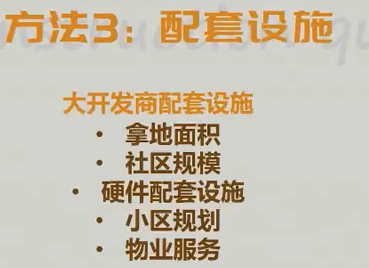 方法3：配套设施
大开发商配套设施
• 拿地面积
• 社区规模
• 硬件配套设施
• 小区规划
• 物业服务